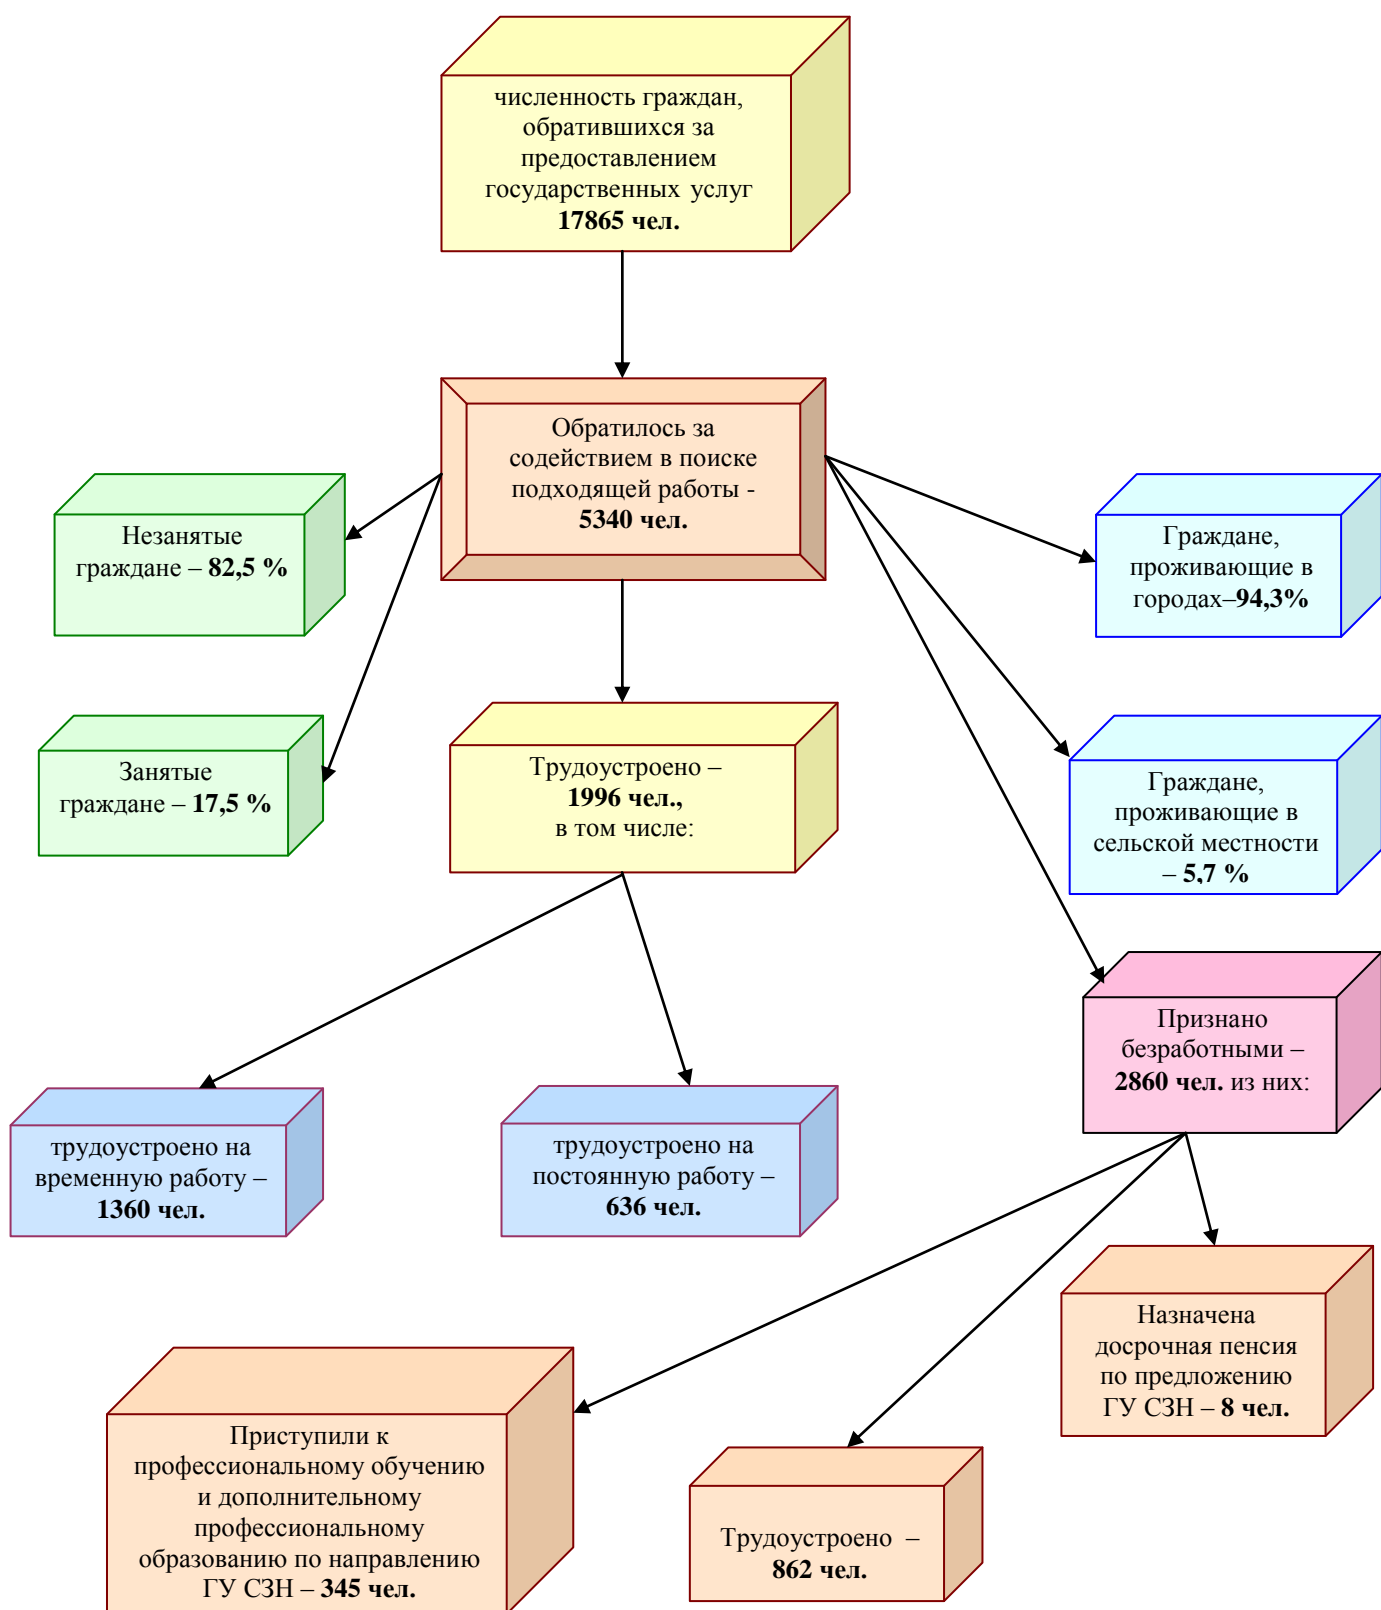 численность граждан,
обратившихся за
предоставлением
государственных услуг
17865 чел.
Обратилось за
содействием в поиске
подходящей работы -
5340 чел.
Незанятые
граждане – 82,5 %
Граждане,
проживающие в
городах–94,3%
Занятые
граждане – 17,5 %
Трудоустроено –
1996 чел.,
в том числе:
Граждане,
проживающие в
сельской местности
– 5,7 %
Признано
безработными –
2860 чел. из них:
трудоустроено на
временную работу –
1360 чел.
трудоустроено на
постоянную работу –
636 чел.
Назначена
досрочная пенсия
по предложению
ГУ СЗН – 8 чел.
Приступили к
профессиональному обучению
и дополнительному
профессиональному
образованию по направлению
ГУ СЗН – 345 чел.
Трудоустроено –
862 чел.